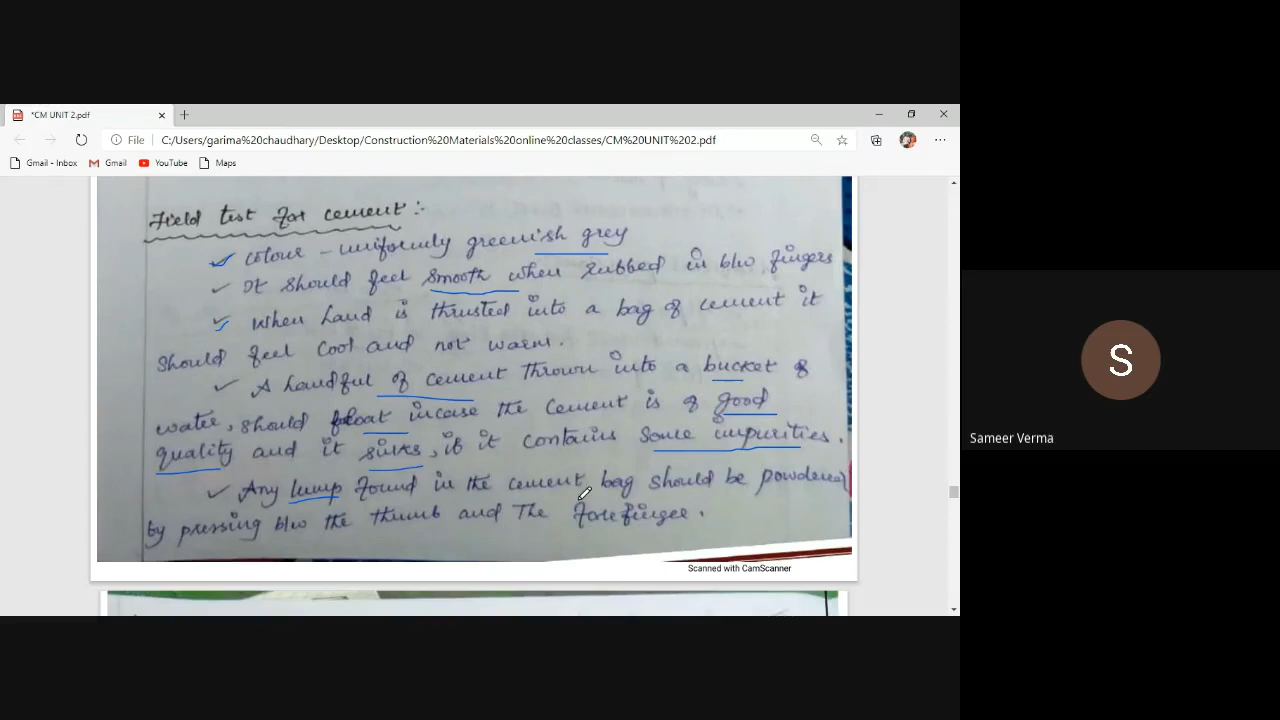 *CM UNIT 2.pdf
File
C:/Users/garima%20chaudhary/Desktop/Construction%20Materials%20online%20classes/CM%20UNIT%202.pdf
Gmail - Inbox
Gmail
YouTube
Maps
Field test for cement :-
colour - uniformly greenish grey
It should feel smooth when rubbed in b/w fingers
When hand is thrusted into a bag of cement it
should feel cool and not warm.
A handful of cement thrown into a bucket of
water, should float incase the cement is of good
quality and it sinks, if it contains some impurities.
Any lump found in the cement bag should be powdered
by pressing b/w the thumb and The forefinger.
Scanned with CamScanner
S
Sameer Verma